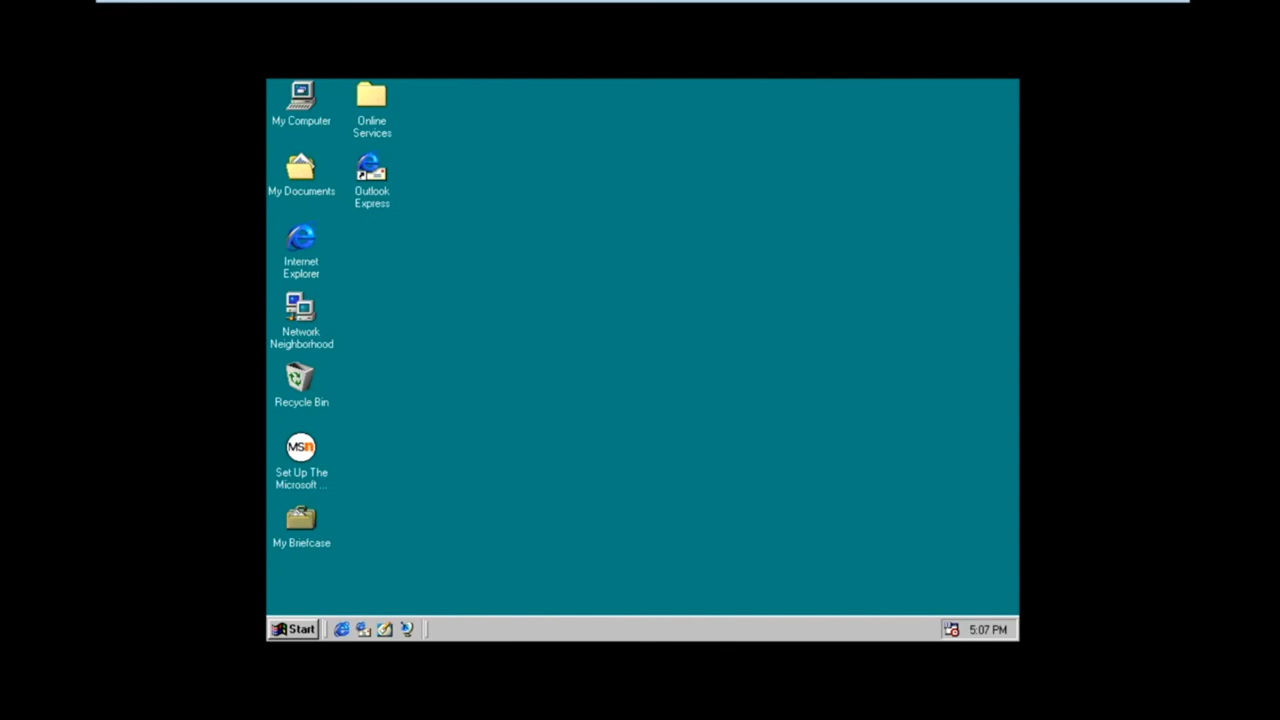 My Computer
Online
Services
My Documents
Outlook
Express
Internet
Explorer
Network
Neighborhood
Recycle Bin
msn
Set Up The
Microsoft ...
My Briefcase
Start
5:07 PM